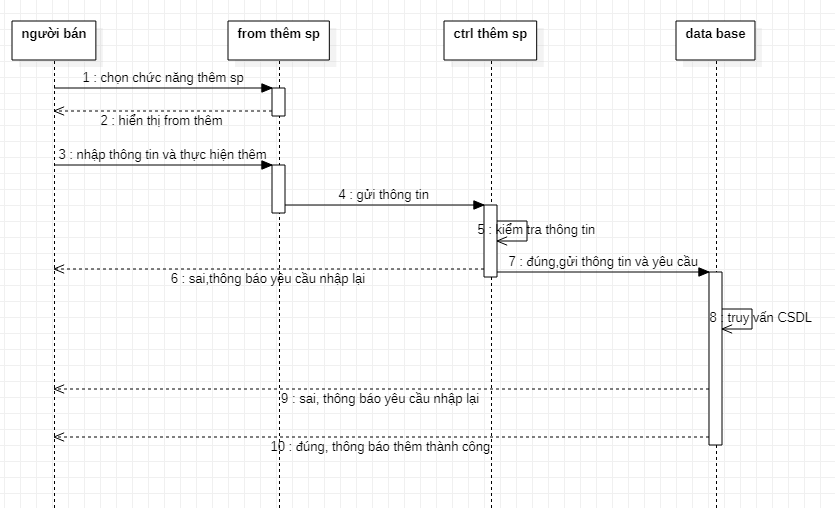 người bán
from thêm sp
ctrl thêm sp
data base
1 : chọn chức năng thêm sp
2 : hiển thị from thêm
3 : nhập thông tin và thực hiện thêm
4 : gửi thông tin
5 : kiểm tra thông tin
6 : sai,thông báo yêu cầu nhập lại
7 : đúng,gửi thông tin và yêu cầu
8 : truy vấn CSDL
9 : sai, thông báo yêu cầu nhập lại
10 : đúng, thông báo thêm thành công